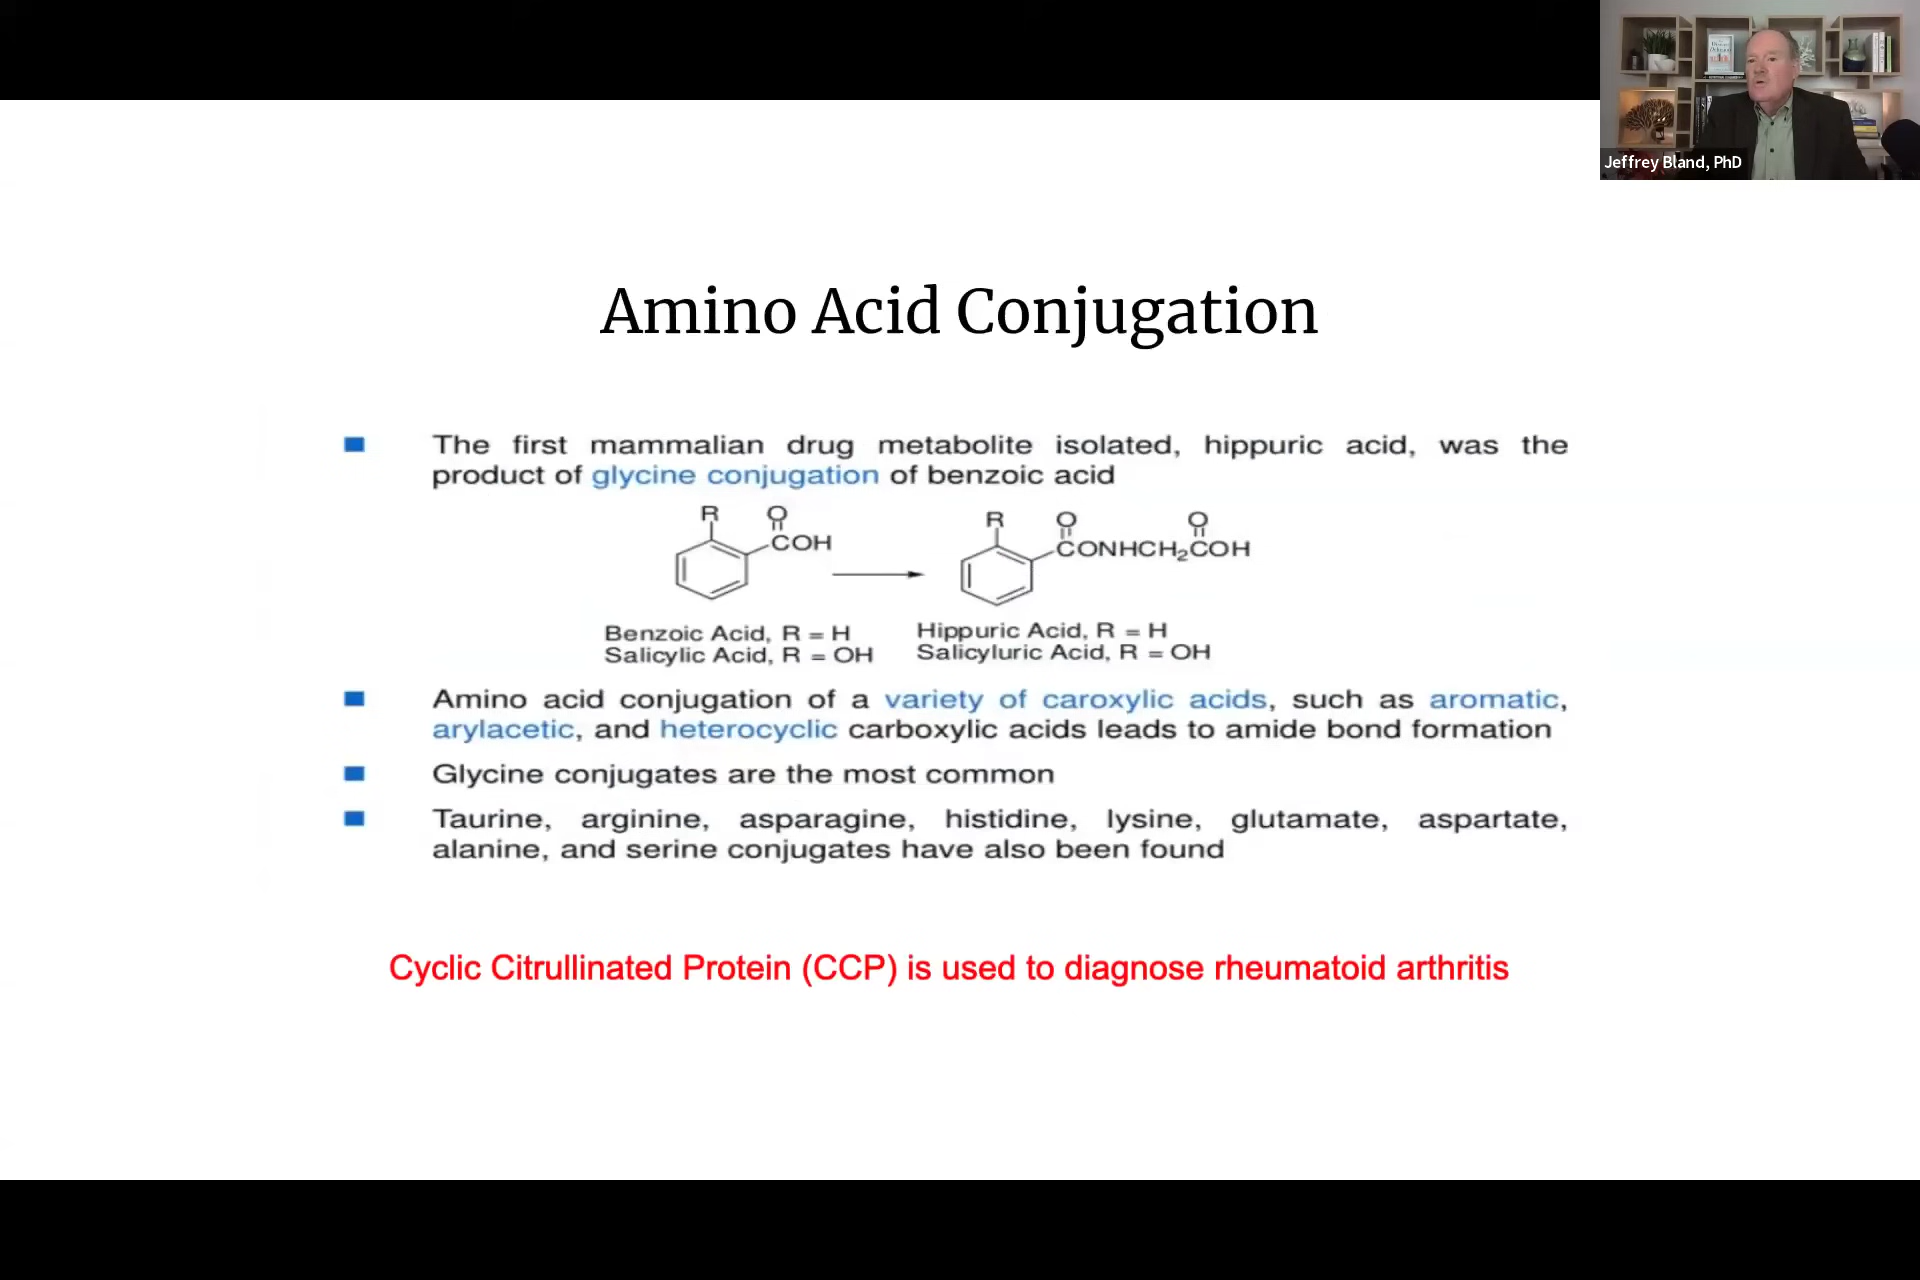 Jeffrey Bland, PhD
Amino Acid Conjugation
The first mammalian drug metabolite isolated, hippuric acid, was the
product of glycine conjugation of benzoic acid
R O
COH
R O O
CONHCH₂COH
Benzoic Acid, R = H
Salicylic Acid, R = OH
Hippuric Acid, R = H
Salicyluric Acid, R = OH
Amino acid conjugation of a variety of caroxylic acids, such as aromatic,
arylacetic, and heterocyclic carboxylic acids leads to amide bond formation
Glycine conjugates are the most common
Taurine, arginine, asparagine, histidine, lysine, glutamate, aspartate,
alanine, and serine conjugates have also been found
Cyclic Citrullinated Protein (CCP) is used to diagnose rheumatoid arthritis